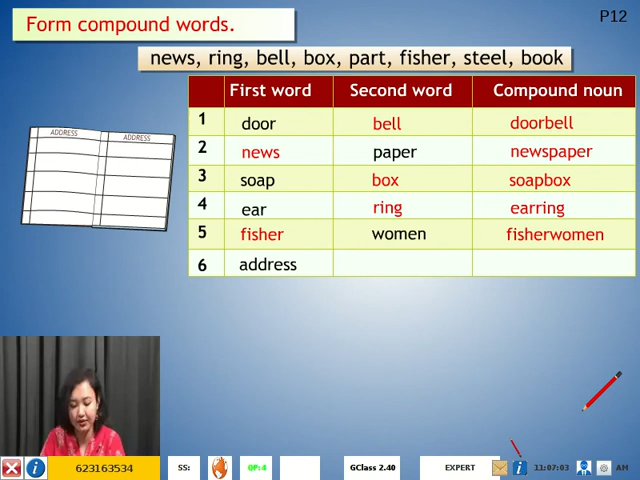 Form compound words.
P12
news, ring, bell, box, part, fisher, steel, book
First word Second word Compound noun
1 door bell doorbell
2 news paper newspaper
3 soap box soapbox
4 ear ring earring
5 fisher women fisherwomen
6 address
ADDRESS ADDRESS
623163534 SS: GP:4 GClass 2.40 EXPERT 11:07:03 AM